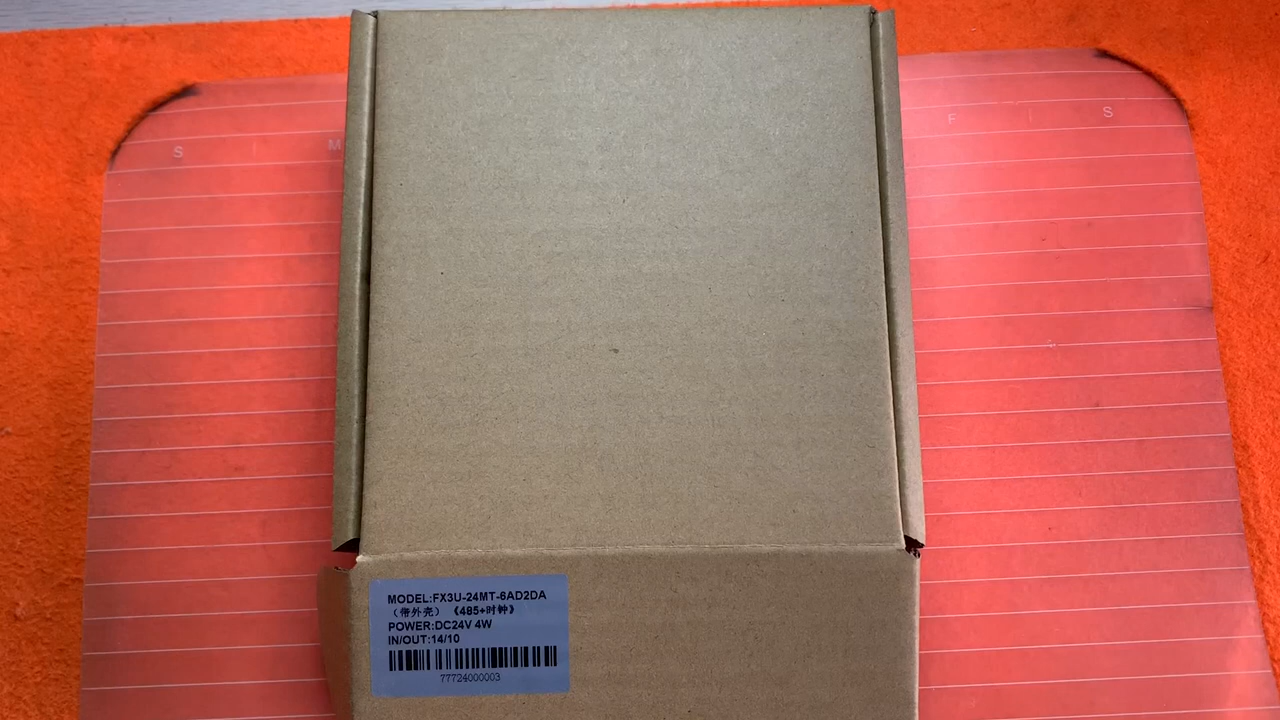 S M F S
MODEL:FX3U-24MT-6AD2DA
（带外壳）《485+时钟》
POWER:DC24V 4W
IN/OUT:14/10
77724000003